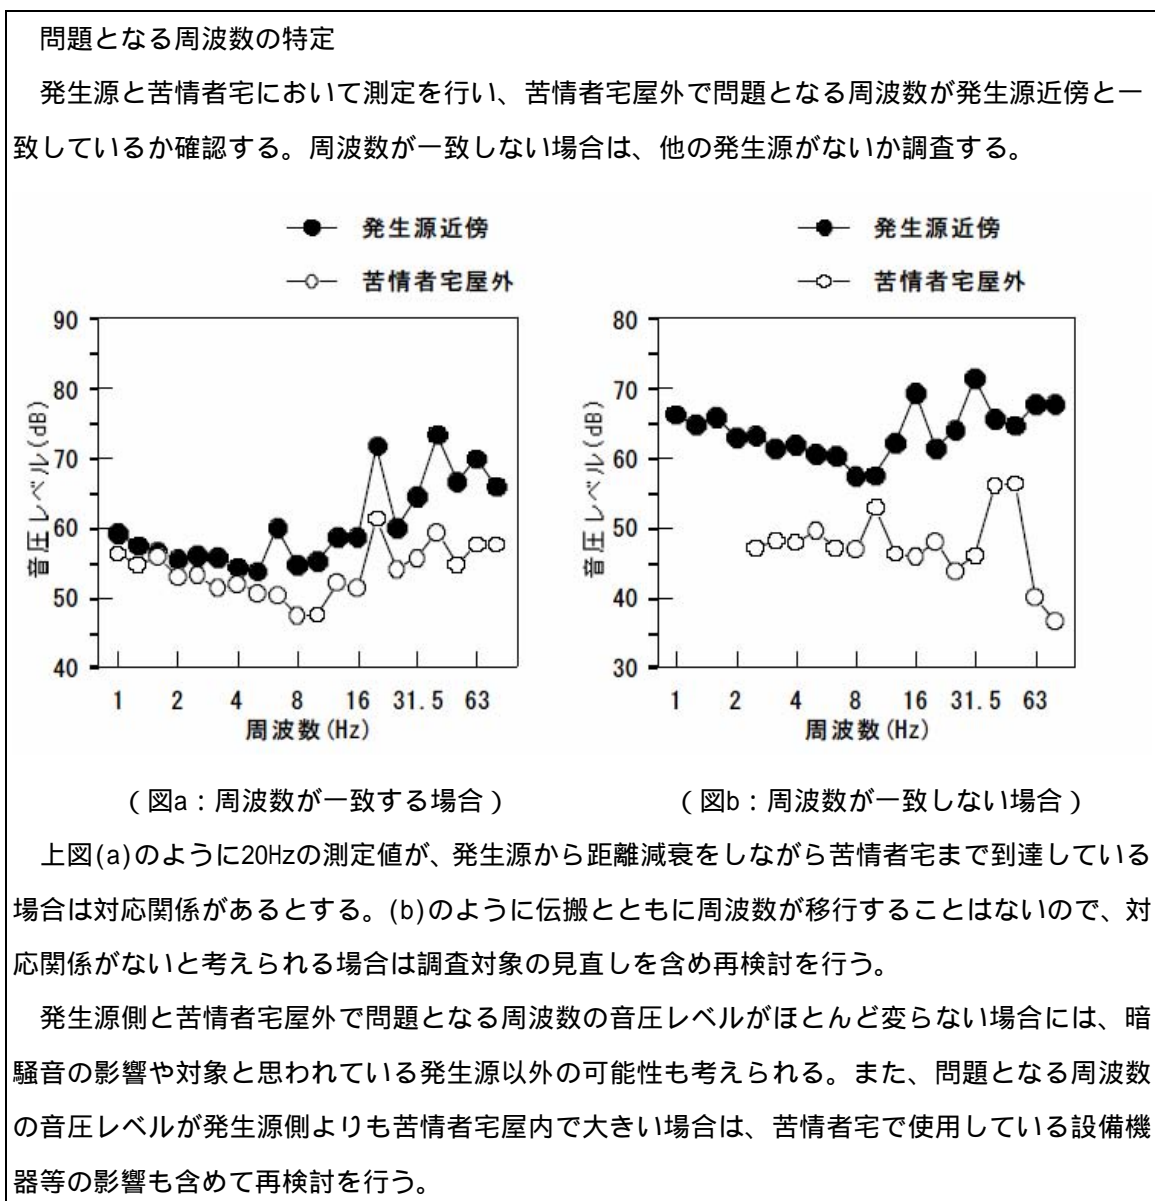 問題となる周波数の特定
発生源と苦情者宅において測定を行い、苦情者宅屋外で問題となる周波数が発生源近傍と一
致しているか確認する。周波数が一致しない場合は、他の発生源がないか調査する。
発生源近傍
苦情者宅屋外
90
80
70
60
50
40
音圧レベル(dB)
1 2 4 8 16 31.5 63
周波数(Hz)
発生源近傍
苦情者宅屋外
80
70
60
50
40
30
音圧レベル(dB)
1 2 4 8 16 31.5 63
周波数(Hz)
(図a:周波数が一致する場合)
(図b:周波数が一致しない場合)
上図(a)のように20Hzの測定値が、発生源から距離減衰をしながら苦情者宅まで到達している
場合は対応関係があるとする。(b)のように伝搬とともに周波数が移行することはないので、対
応関係がないと考えられる場合は調査対象の見直しを含め再検討を行う。
発生源側と苦情者宅屋外で問題となる周波数の音圧レベルがほとんど変らない場合には、暗
騒音の影響や対象と思われている発生源以外の可能性も考えられる。また、問題となる周波数
の音圧レベルが発生源側よりも苦情者宅屋内で大きい場合は、苦情者宅で使用している設備機
器等の影響も含めて再検討を行う。